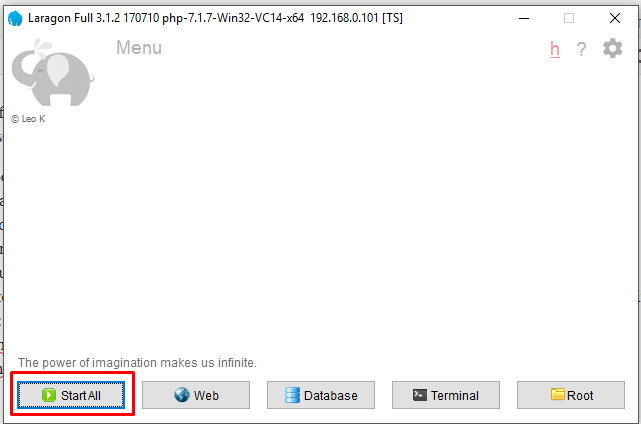 Laragon Full 3.1.2 170710 php-7.1.7-Win32-VC14-x64 192.168.0.101 [TS]
Menu
h ?
© Leo K
The power of imagination makes us infinite.
Start All Web Database Terminal Root